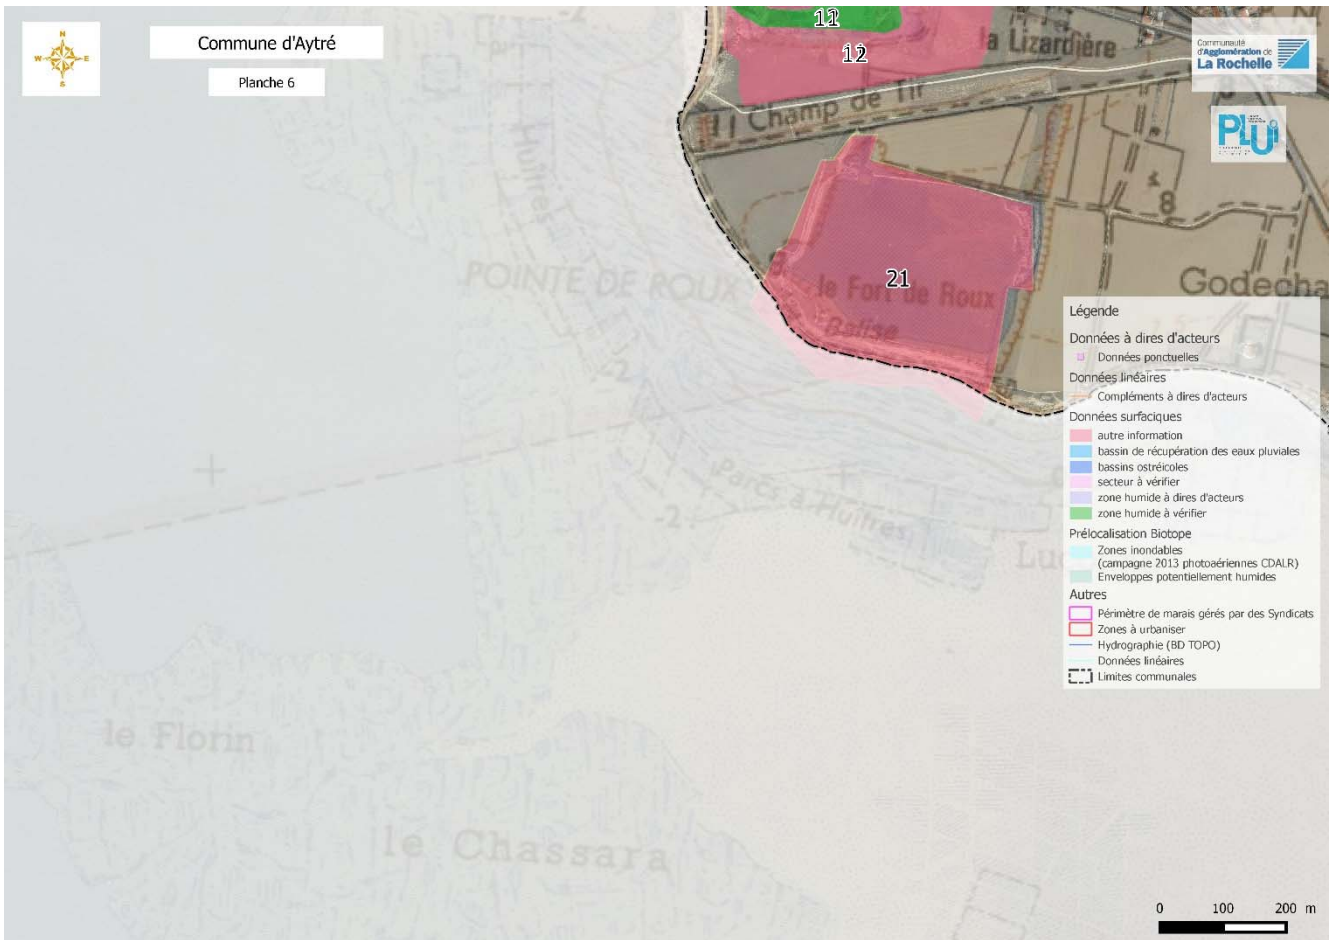 N
W E
S
Commune d'Aytré
Planche 6
-2
11
12
la Lizardière
Communauté
d'Agglomération de
La Rochelle
PLUi
Champ de Tir
Huîtres
8
POINTE DE ROUX
8
21
le Fort de Roux
Balise
Godecha
-2
Parcs à Huîtres
-2
Luc
Légende
Données à dires d'acteurs
Données ponctuelles
Données linéaires
Compléments à dires d'acteurs
Données surfaciques
autre information
bassin de récupération des eaux pluviales
bassins ostréicoles
secteur à vérifier
zone humide à dires d'acteurs
zone humide à vérifier
Prélocalisation Biotope
Zones inondables
(campagne 2013 photoaériennes CDALR)
Enveloppes potentiellement humides
Autres
Périmètre de marais gérés par des Syndicats
Zones à urbaniser
Hydrographie (BD TOPO)
Données linéaires
Limites communales
le Florin
le Chassara
0 100 200 m